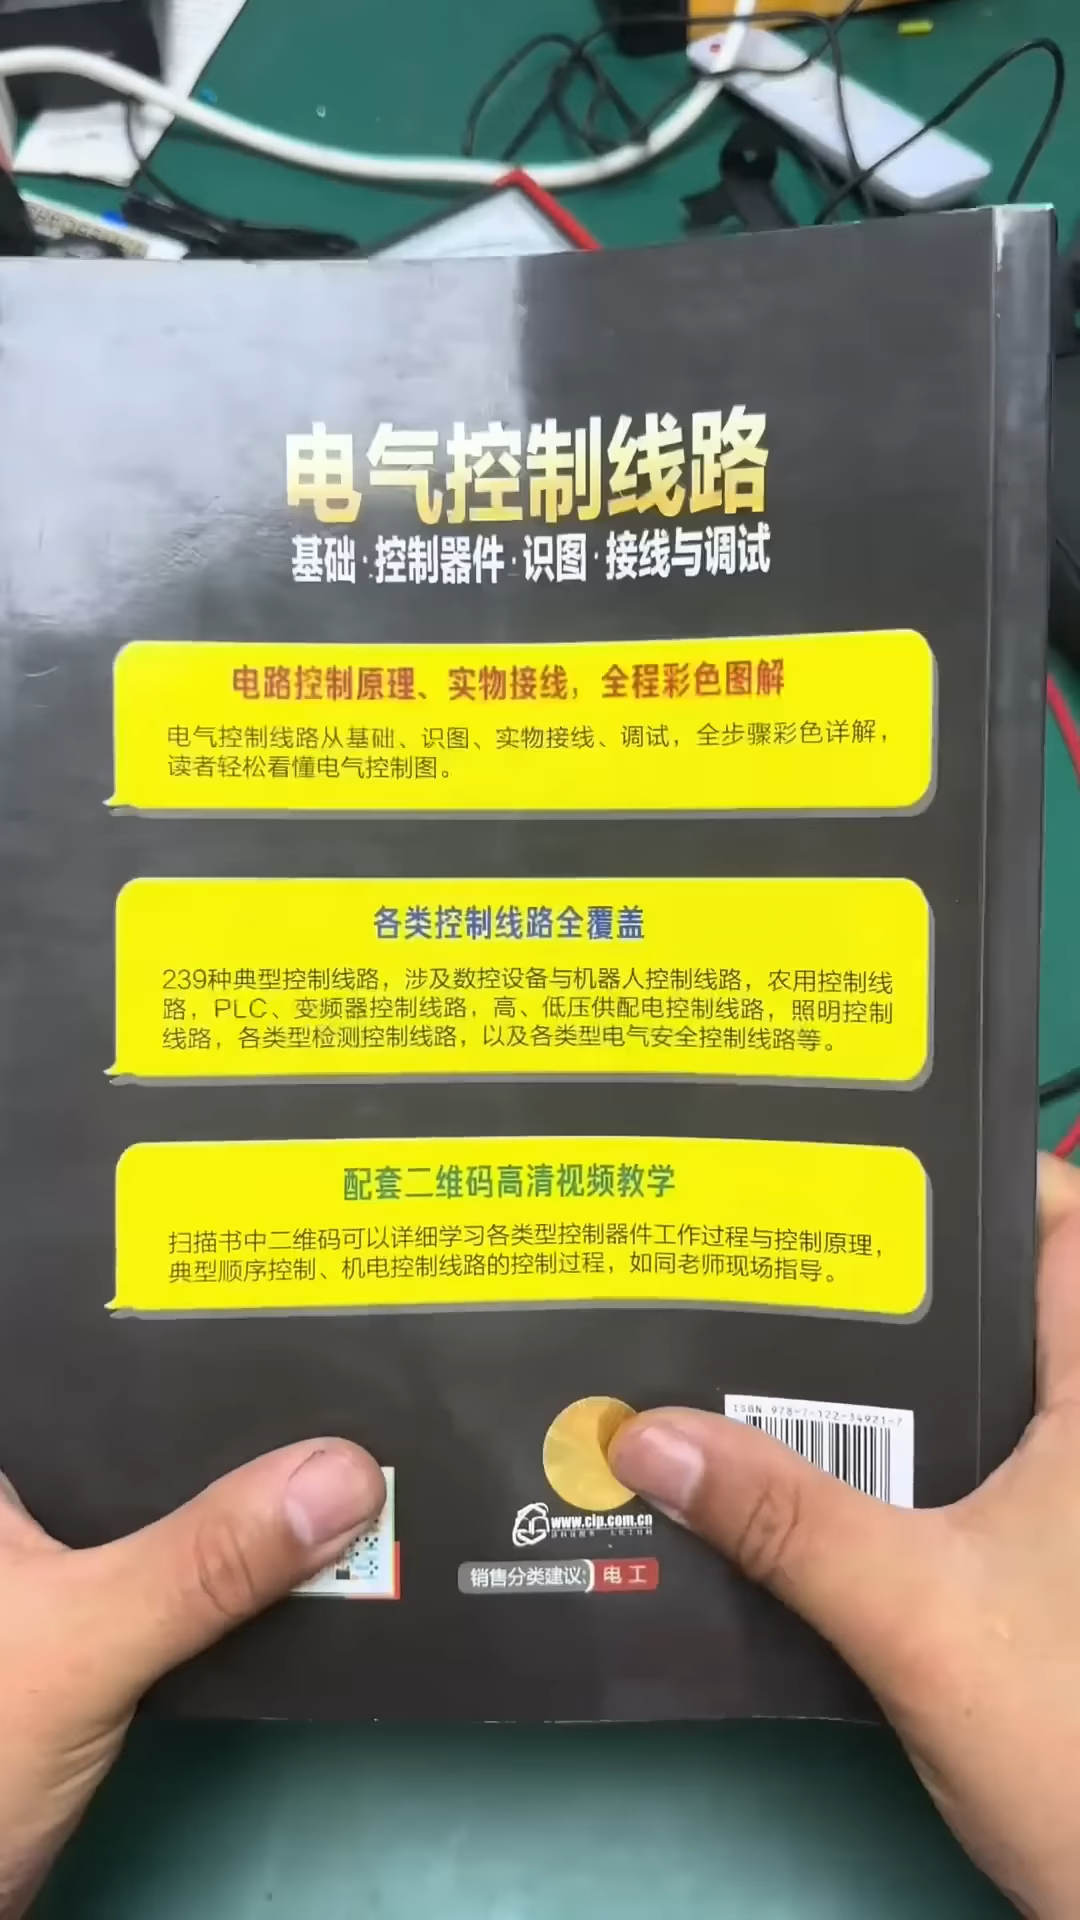 电气控制线路
基础·控制器件·识图·接线与调试
电路控制原理、实物接线，全程彩色图解
电气控制线路从基础、识图、实物接线、调试，全步骤彩色详解，
读者轻松看懂电气控制图。
各类控制线路全覆盖
239种典型控制线路，涉及数控设备与机器人控制线路，农用控制线
路，PLC、变频器控制线路，高、低压供配电控制线路，照明控制
线路，各类型检测控制线路，以及各类型电气安全控制线路等。
配套二维码高清视频教学
扫描书中二维码可以详细学习各类型控制器件工作过程与控制原理，
典型顺序控制、机电控制线路的控制过程，如同老师现场指导。
ISBN 978-7-122-34921-7
www.cip.com.cn
销售分类建议: 电工